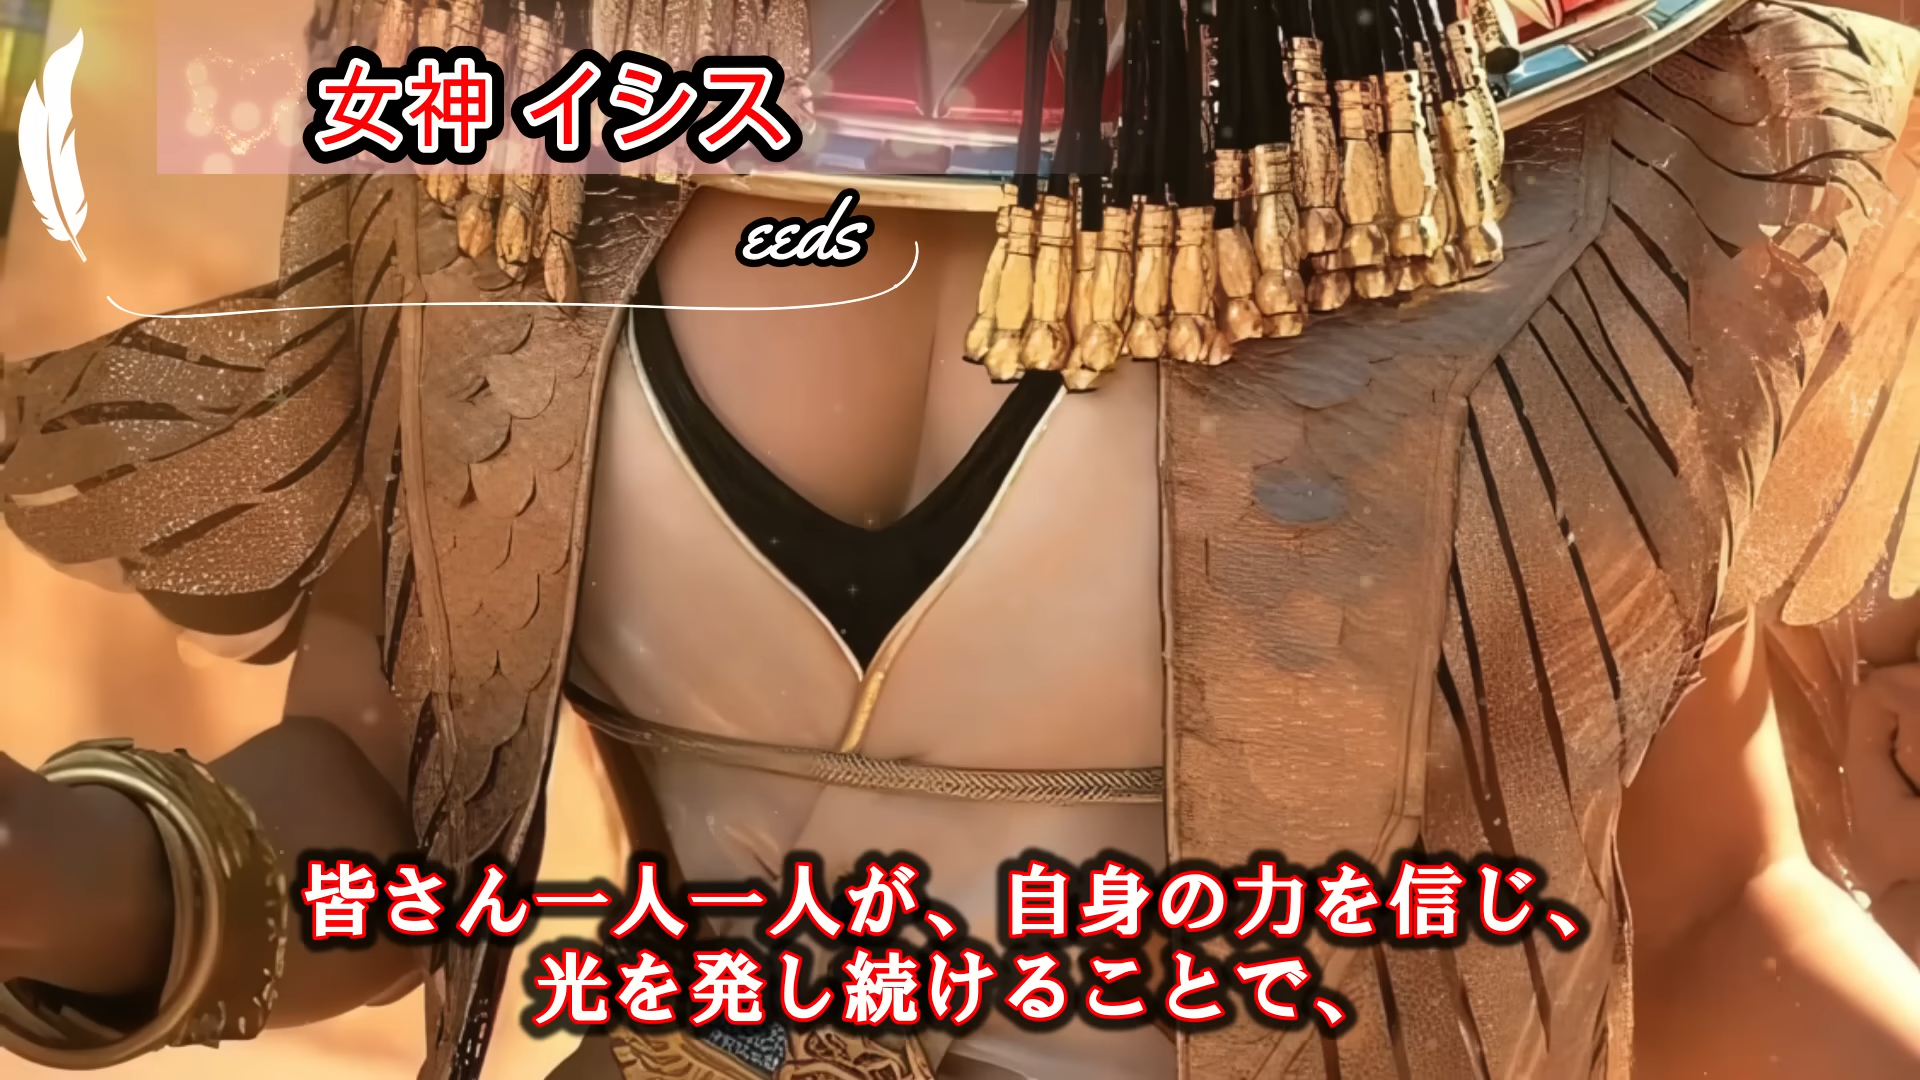 女神 イシス
eeds
皆さん一人一人が、自身の力を信じ、
光を発し続けることで、